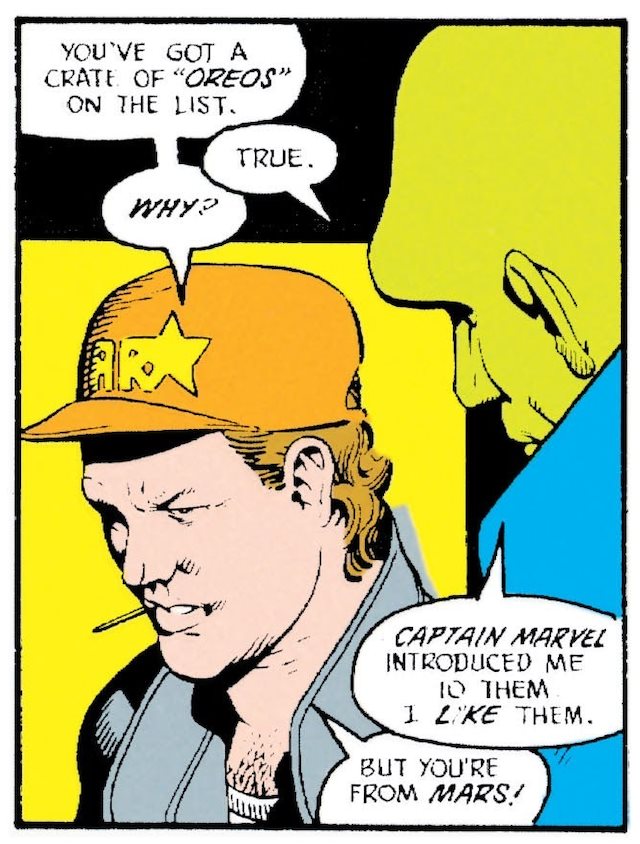 YOU'VE GOT A
CRATE OF "OREOS"
ON THE LIST.
TRUE.
WHY?
AR
CAPTAIN MARVEL
INTRODUCED ME
TO THEM.
I LIKE THEM.
BUT YOU'RE
FROM MARS!